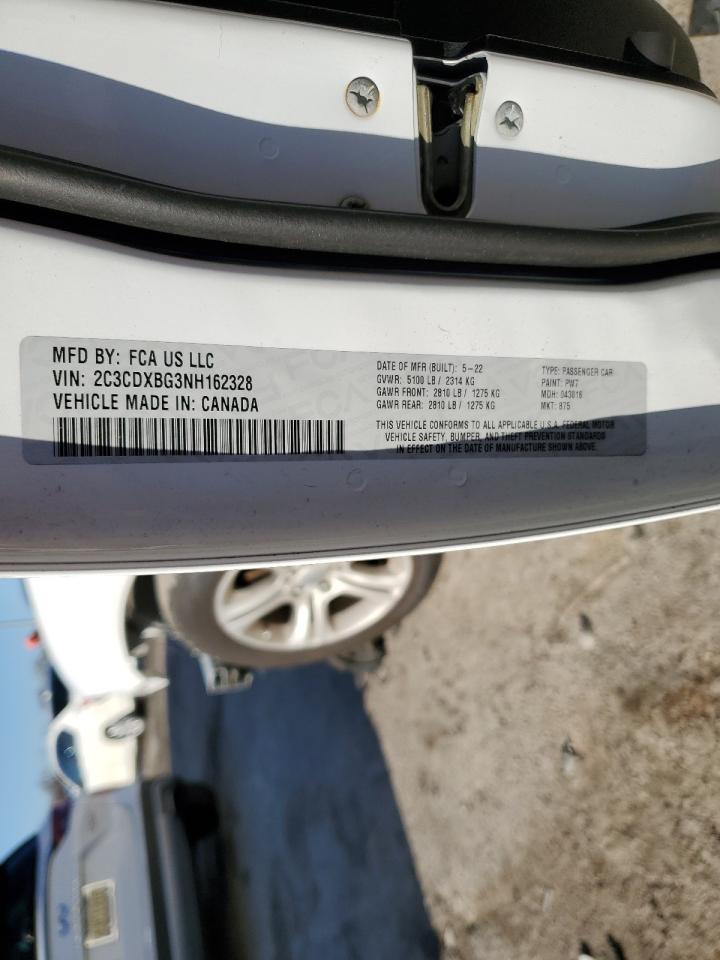 MFD BY: FCA US LLC
VIN: 2C3CDXBG3NH162328
VEHICLE MADE IN: CANADA
DATE OF MFR (BUILT): 5-22
GVWR: 5100 LB / 2314 KG
GAWR FRONT: 2810 LB / 1275 KG
GAWR REAR: 2810 LB / 1275 KG
TYPE: PASSENGER CAR
PAINT: PW7
MDH: 043016
MKT: 875
THIS VEHICLE CONFORMS TO ALL APPLICABLE U.S.A. FEDERAL MOTOR
VEHICLE SAFETY, BUMPER, AND THEFT PREVENTION STANDARDS
IN EFFECT ON THE DATE OF MANUFACTURE SHOWN ABOVE.